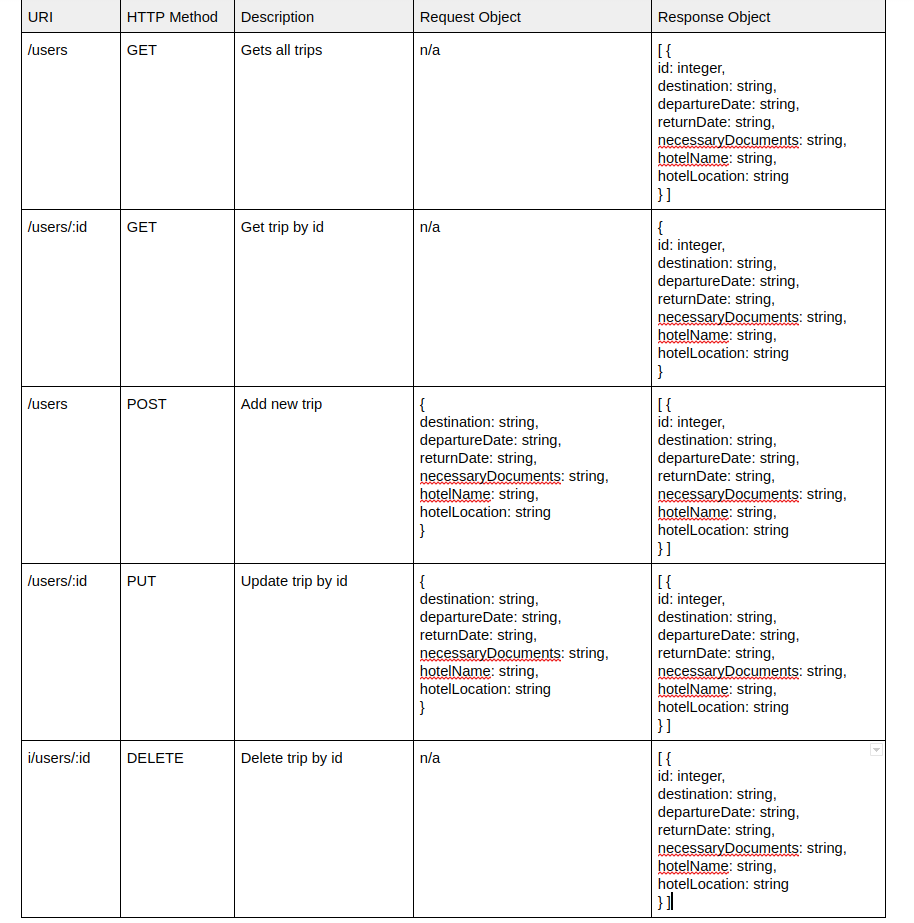 URI HTTP Method Description Request Object Response Object
/users GET Gets all trips n/a [ {
id: integer,
destination: string,
departureDate: string,
returnDate: string,
necessaryDocuments: string,
hotelName: string,
hotelLocation: string
} ]
/users/:id GET Get trip by id n/a {
id: integer,
destination: string,
departureDate: string,
returnDate: string,
necessaryDocuments: string,
hotelName: string,
hotelLocation: string
}
/users POST Add new trip { [ {
destination: string, id: integer,
departureDate: string, destination: string,
returnDate: string, departureDate: string,
necessaryDocuments: string, returnDate: string,
hotelName: string, necessaryDocuments: string,
hotelLocation: string hotelName: string,
} hotelLocation: string
} ]
/users/:id PUT Update trip by id { [ {
destination: string, id: integer,
departureDate: string, destination: string,
returnDate: string, departureDate: string,
necessaryDocuments: string, returnDate: string,
hotelName: string, necessaryDocuments: string,
hotelLocation: string hotelName: string,
} hotelLocation: string
} ]
i/users/:id DELETE Delete trip by id n/a [ {
id: integer,
destination: string,
departureDate: string,
returnDate: string,
necessaryDocuments: string,
hotelName: string,
hotelLocation: string
} ]